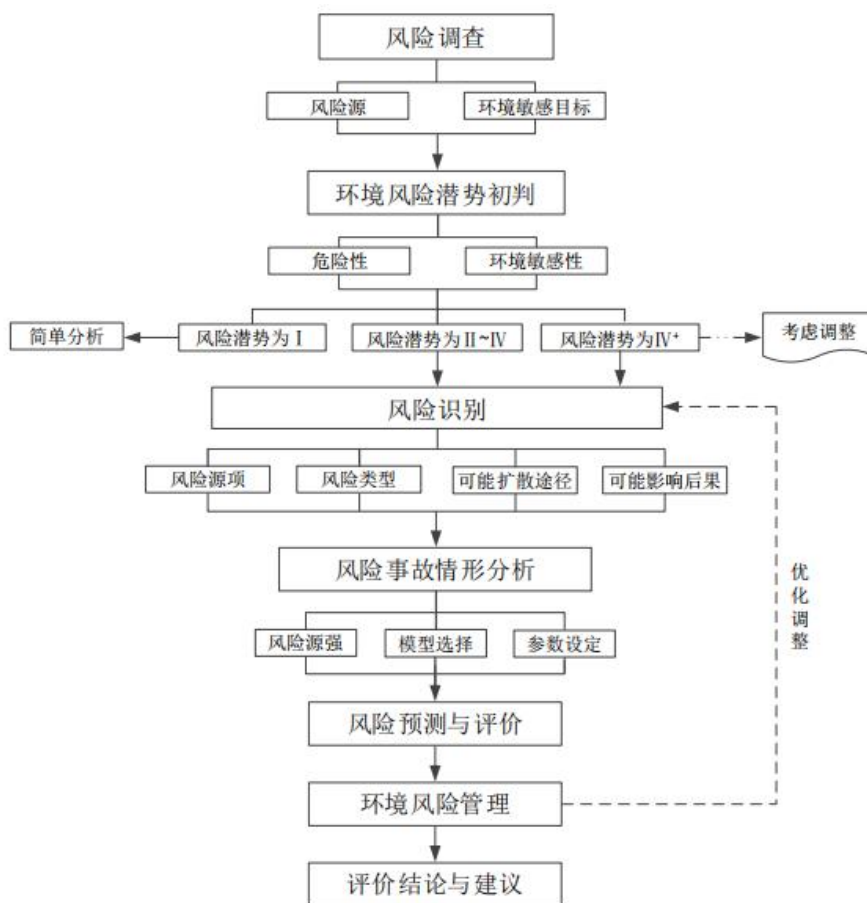 风险调查
风险源
环境敏感目标
环境风险潜势初判
危险性
环境敏感性
简单分析
风险潜势为Ⅰ
风险潜势为Ⅱ~Ⅳ
风险潜势为Ⅳ⁺
考虑调整
风险识别
风险源项
风险类型
可能扩散途径
可能影响后果
风险事故情形分析
优化调整
风险源强
模型选择
参数设定
风险预测与评价
环境风险管理
评价结论与建议